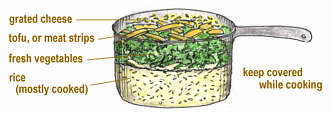 grated cheese
tofu, or meat strips
fresh vegetables
rice
(mostly cooked)
keep covered
while cooking